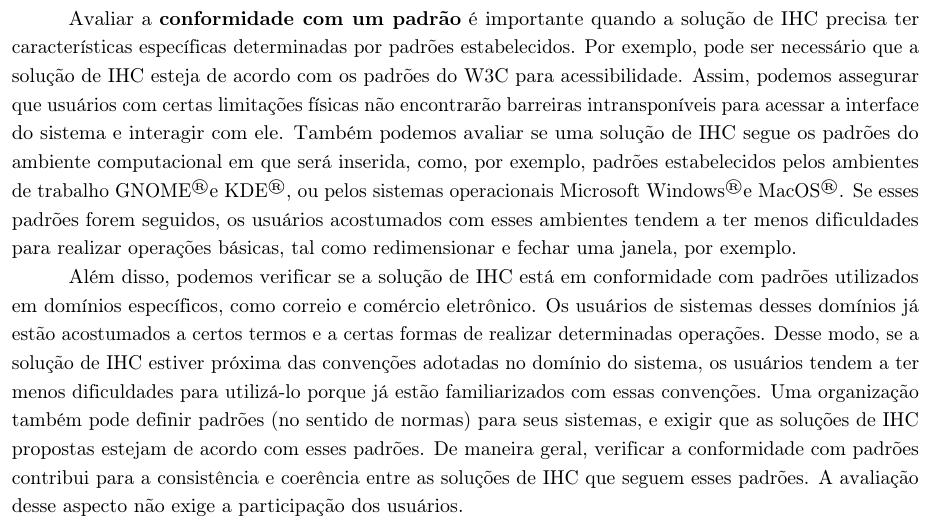 Avaliar a conformidade com um padrão é importante quando a solução de IHC precisa ter
características específicas determinadas por padrões estabelecidos. Por exemplo, pode ser necessário que a
solução de IHC esteja de acordo com os padrões do W3C para acessibilidade. Assim, podemos assegurar
que usuários com certas limitações físicas não encontrarão barreiras intransponíveis para acessar a interface
do sistema e interagir com ele. Também podemos avaliar se uma solução de IHC segue os padrões do
ambiente computacional em que será inserida, como, por exemplo, padrões estabelecidos pelos ambientes
de trabalho GNOME®e KDE®, ou pelos sistemas operacionais Microsoft Windows®e MacOS®. Se esses
padrões forem seguidos, os usuários acostumados com esses ambientes tendem a ter menos dificuldades
para realizar operações básicas, tal como redimensionar e fechar uma janela, por exemplo.
Além disso, podemos verificar se a solução de IHC está em conformidade com padrões utilizados
em domínios específicos, como correio e comércio eletrônico. Os usuários de sistemas desses domínios já
estão acostumados a certos termos e a certas formas de realizar determinadas operações. Desse modo, se a
solução de IHC estiver próxima das convenções adotadas no domínio do sistema, os usuários tendem a ter
menos dificuldades para utilizá-lo porque já estão familiarizados com essas convenções. Uma organização
também pode definir padrões (no sentido de normas) para seus sistemas, e exigir que as soluções de IHC
propostas estejam de acordo com esses padrões. De maneira geral, verificar a conformidade com padrões
contribui para a consistência e coerência entre as soluções de IHC que seguem esses padrões. A avaliação
desse aspecto não exige a participação dos usuários.